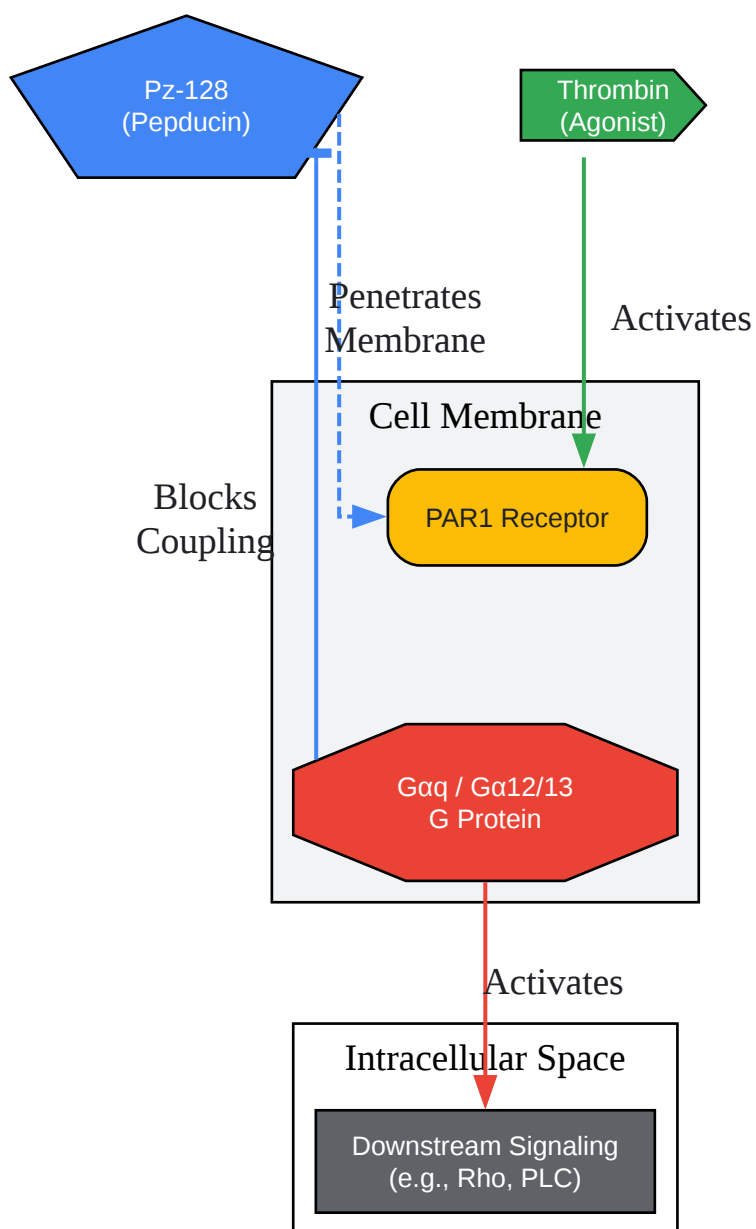 Pz-128
(Pepducin)
Thrombin
(Agonist)
Penetrates
Membrane
Activates
Cell Membrane
PAR1 Receptor
Blocks
Coupling
Gαq / Gα12/13
G Protein
Activates
Intracellular Space
Downstream Signaling
(e.g., Rho, PLC)